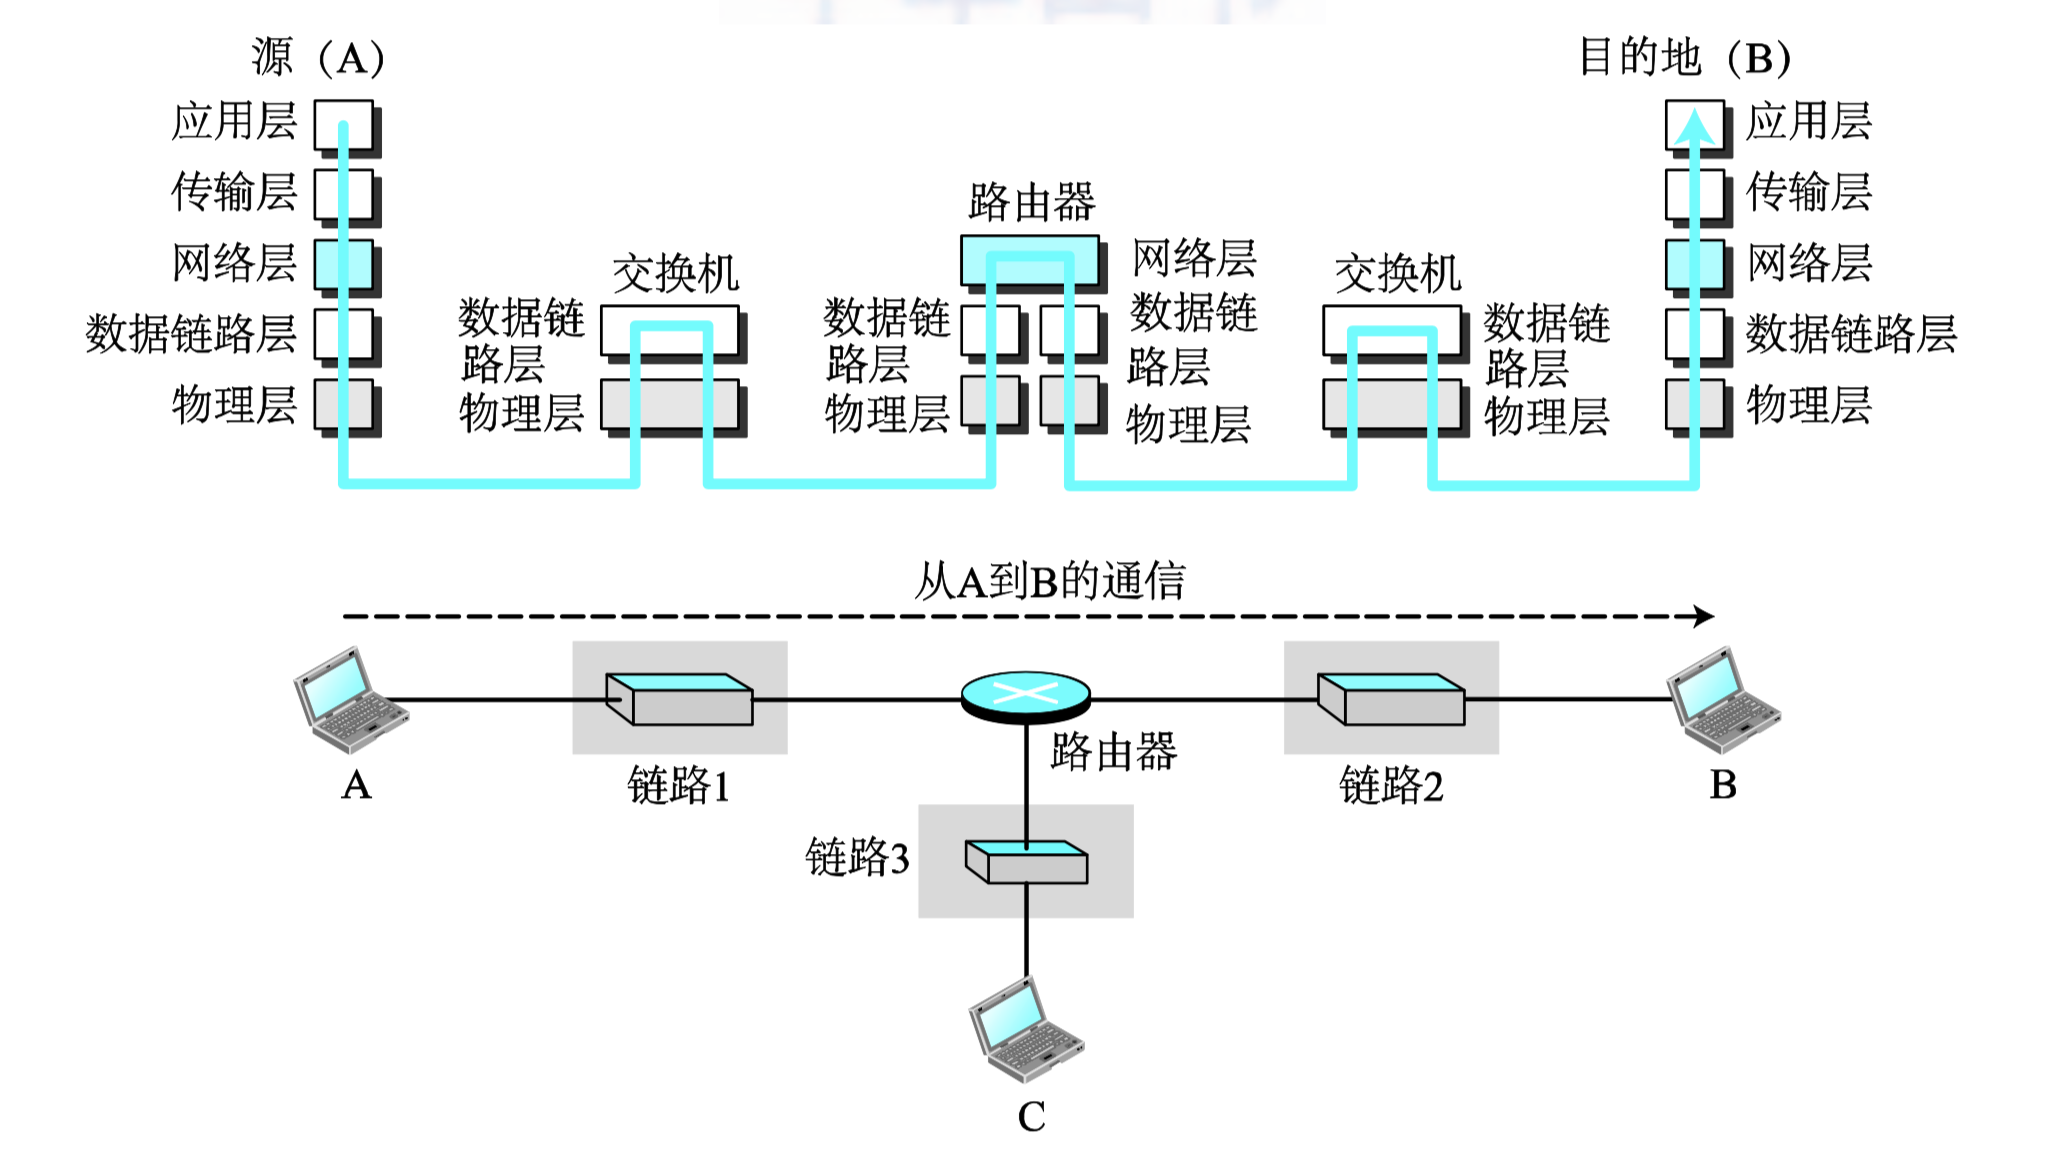 源（A）
目的地（B）
应用层
传输层
网络层
数据链路层
物理层
交换机
数据链
路层
物理层
路由器
网络层
数据链
路层
物理层
数据链
路层
物理层
交换机
数据链
路层
物理层
应用层
传输层
网络层
数据链路层
物理层
从A到B的通信
A
链路1
路由器
链路2
B
链路3
C